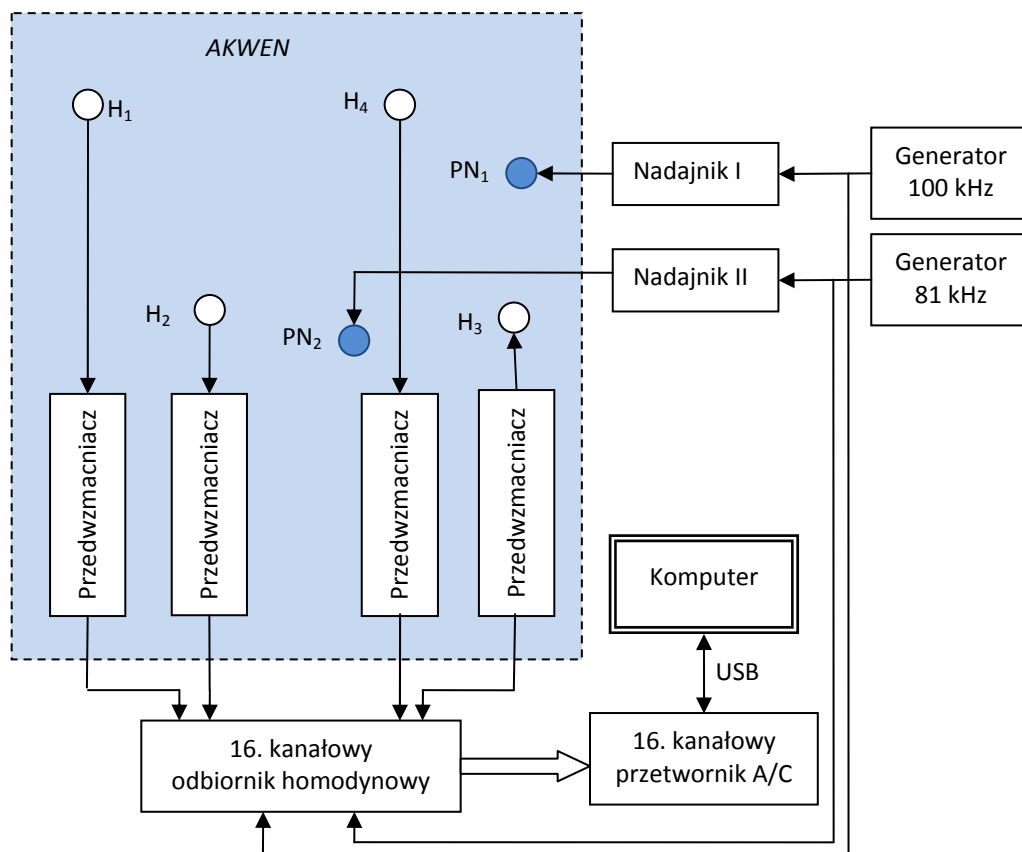 AKWEN
H₁
H₄
PN₁
Nadajnik I
Generator
100 kHz
Nadajnik II
Generator
81 kHz
H₂
PN₂
H₃
Przedwzmacniacz
Przedwzmacniacz
Przedwzmacniacz
Przedwzmacniacz
Komputer
USB
16. kanałowy
odbiornik homodynowy
16. kanałowy
przetwornik A/C